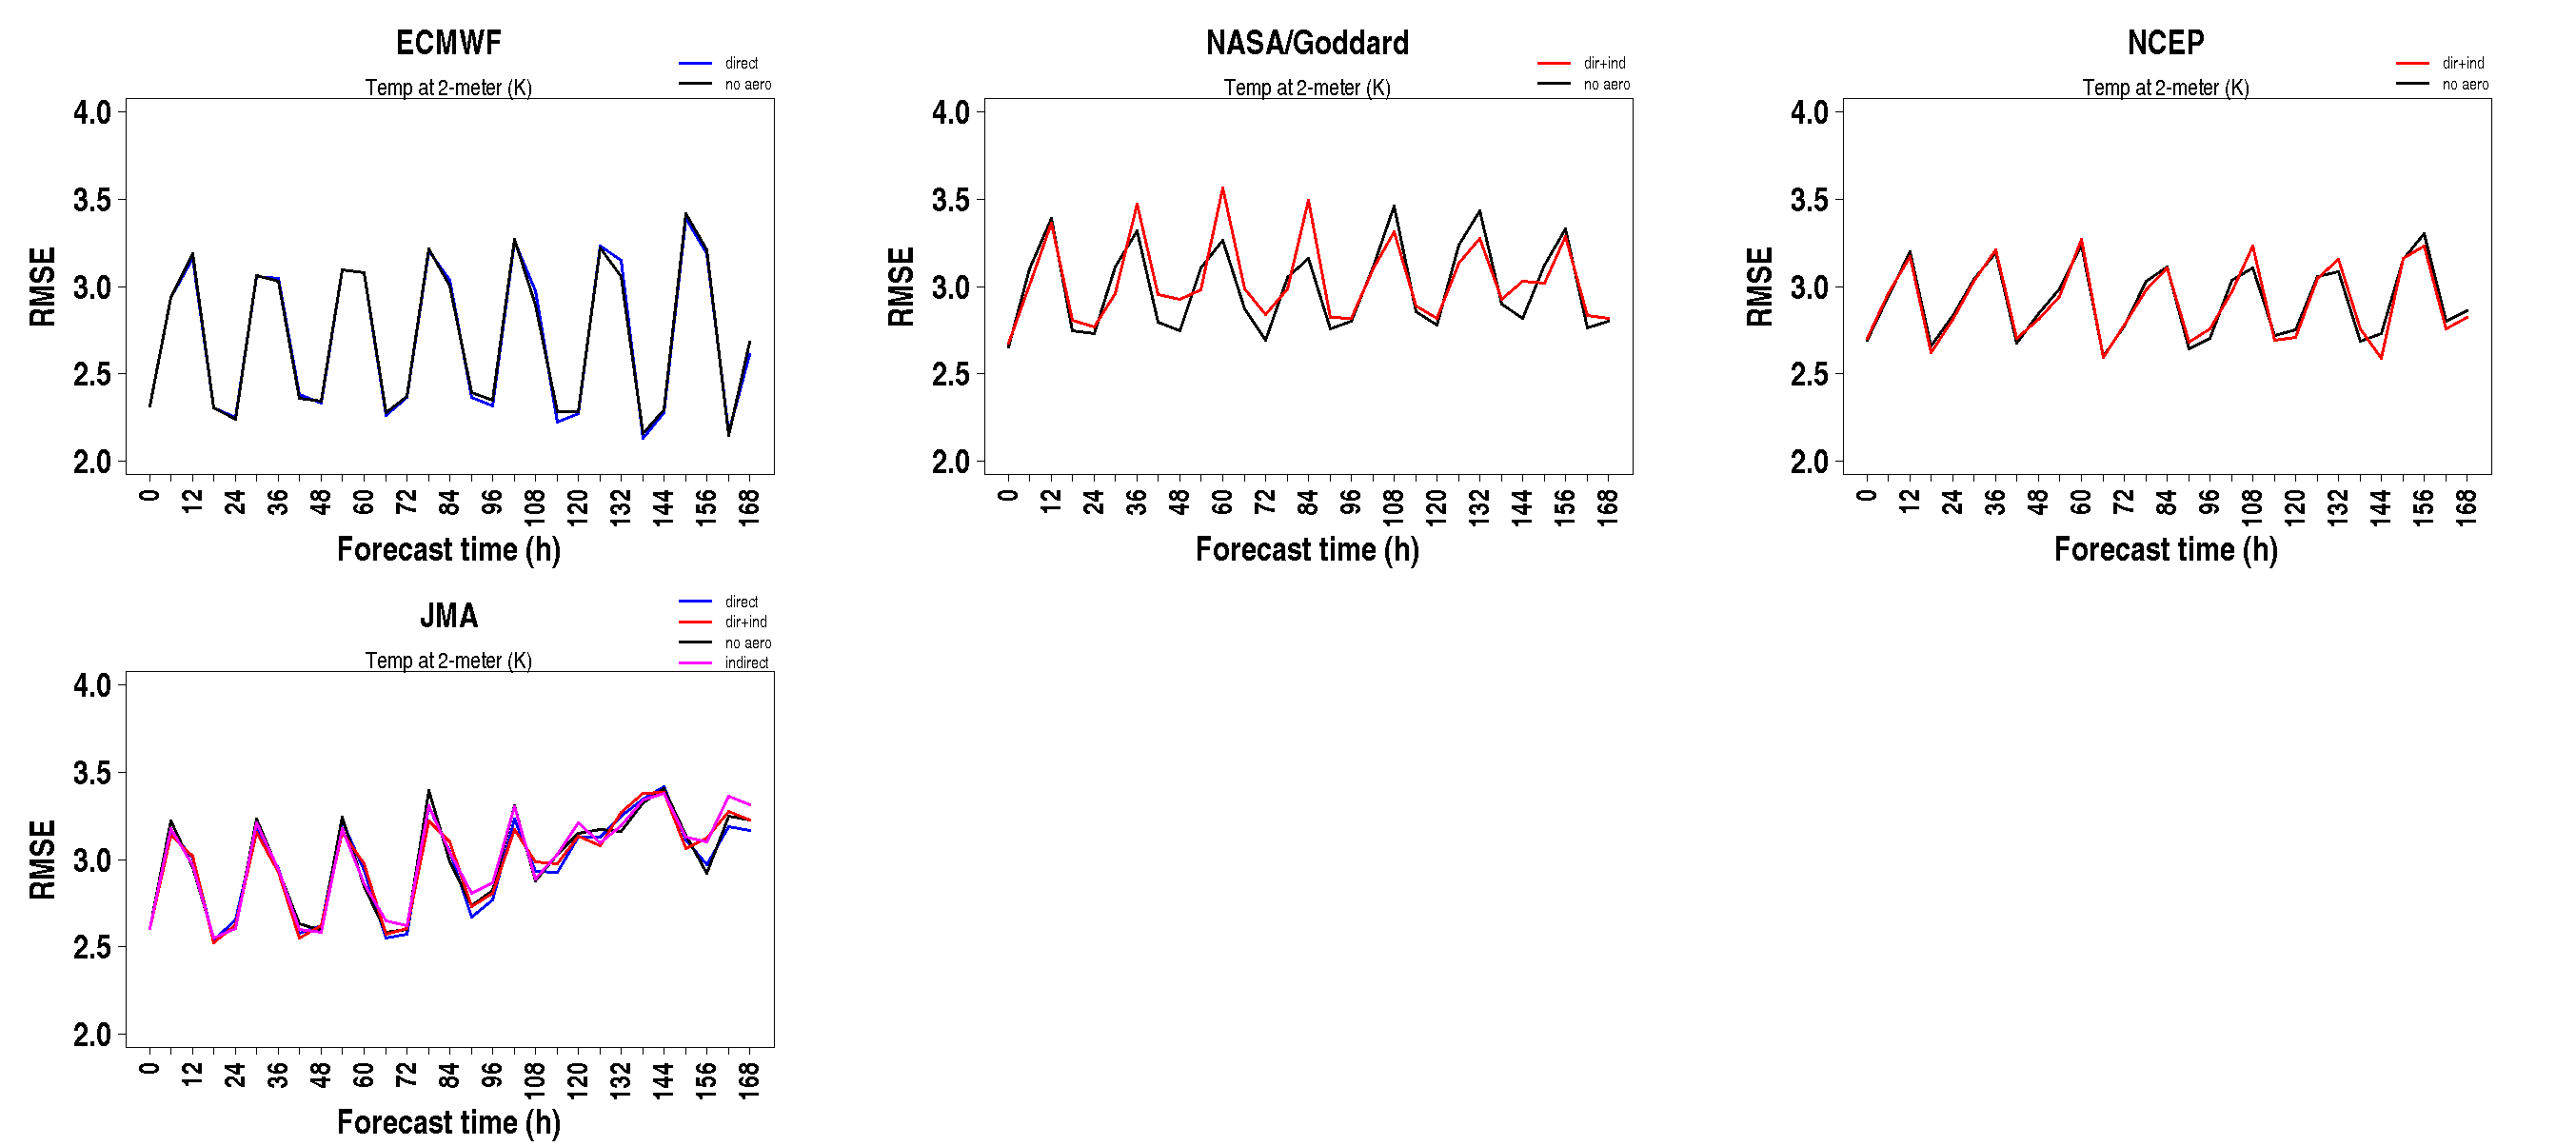 ECMWF
direct
no aero
Temp at 2-meter (K)
4.0
3.5
3.0
2.5
2.0
RMSE
0 12 24 36 48 60 72 84 96 108 120 132 144 156 168
Forecast time (h)
NASA/Goddard
dir+ind
no aero
Temp at 2-meter (K)
4.0
3.5
3.0
2.5
2.0
RMSE
0 12 24 36 48 60 72 84 96 108 120 132 144 156 168
Forecast time (h)
NCEP
dir+ind
no aero
Temp at 2-meter (K)
4.0
3.5
3.0
2.5
2.0
RMSE
0 12 24 36 48 60 72 84 96 108 120 132 144 156 168
Forecast time (h)
JMA
direct
dir+ind
no aero
indirect
Temp at 2-meter (K)
4.0
3.5
3.0
2.5
2.0
RMSE
0 12 24 36 48 60 72 84 96 108 120 132 144 156 168
Forecast time (h)